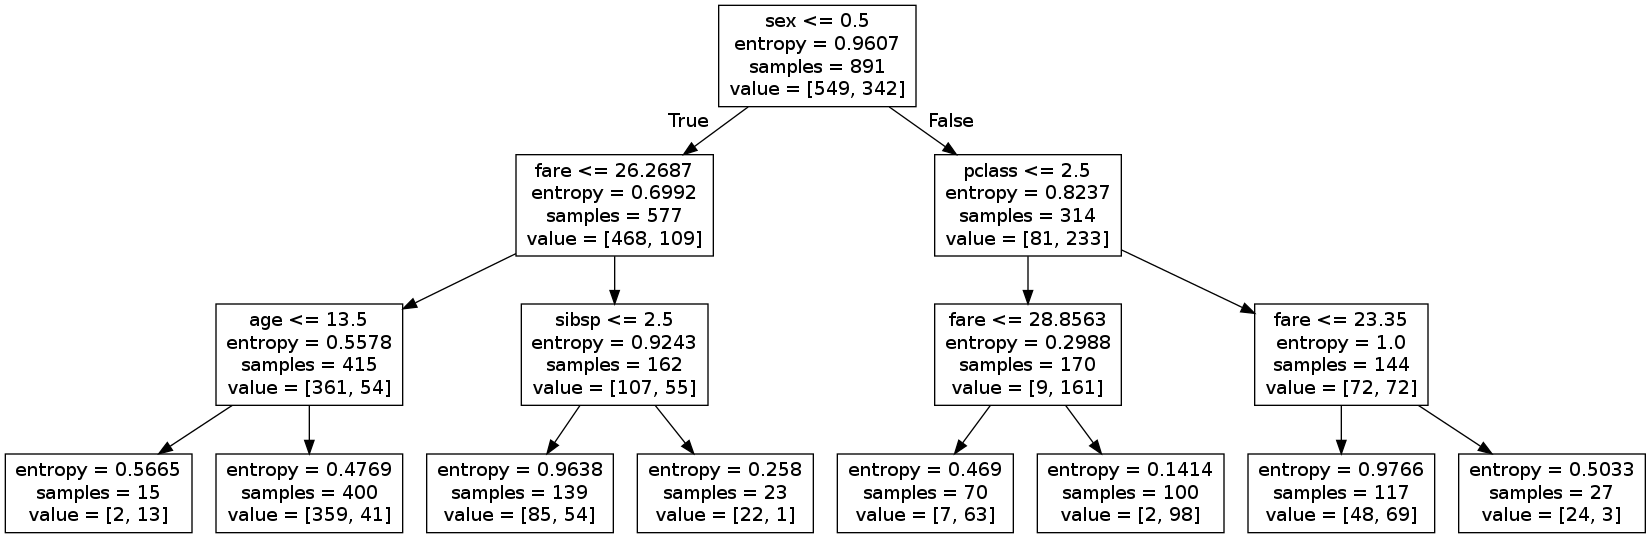 sex <= 0.5
entropy = 0.9607
samples = 891
value = [549, 342]
True
False
fare <= 26.2687
entropy = 0.6992
samples = 577
value = [468, 109]
pclass <= 2.5
entropy = 0.8237
samples = 314
value = [81, 233]
age <= 13.5
entropy = 0.5578
samples = 415
value = [361, 54]
sibsp <= 2.5
entropy = 0.9243
samples = 162
value = [107, 55]
fare <= 28.8563
entropy = 0.2988
samples = 170
value = [9, 161]
fare <= 23.35
entropy = 1.0
samples = 144
value = [72, 72]
entropy = 0.5665
samples = 15
value = [2, 13]
entropy = 0.4769
samples = 400
value = [359, 41]
entropy = 0.9638
samples = 139
value = [85, 54]
entropy = 0.258
samples = 23
value = [22, 1]
entropy = 0.469
samples = 70
value = [7, 63]
entropy = 0.1414
samples = 100
value = [2, 98]
entropy = 0.9766
samples = 117
value = [48, 69]
entropy = 0.5033
samples = 27
value = [24, 3]